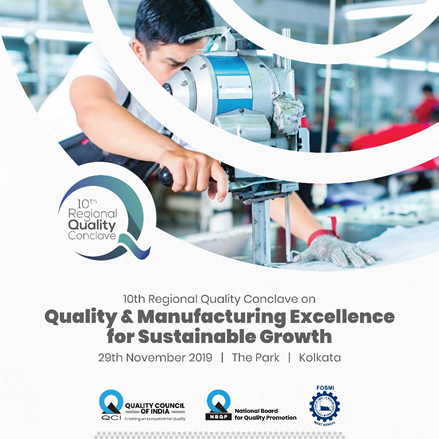 10th
Regional
Quality
Conclave
10th Regional Quality Conclave on
Quality & Manufacturing Excellence
for Sustainable Growth
29th November 2019 | The Park | Kolkata
QCI
QUALITY COUNCIL
OF INDIA
Creating an Ecosystem for Quality
NBQP
National Board
for Quality Promotion
FOSMI
WEST BENGAL